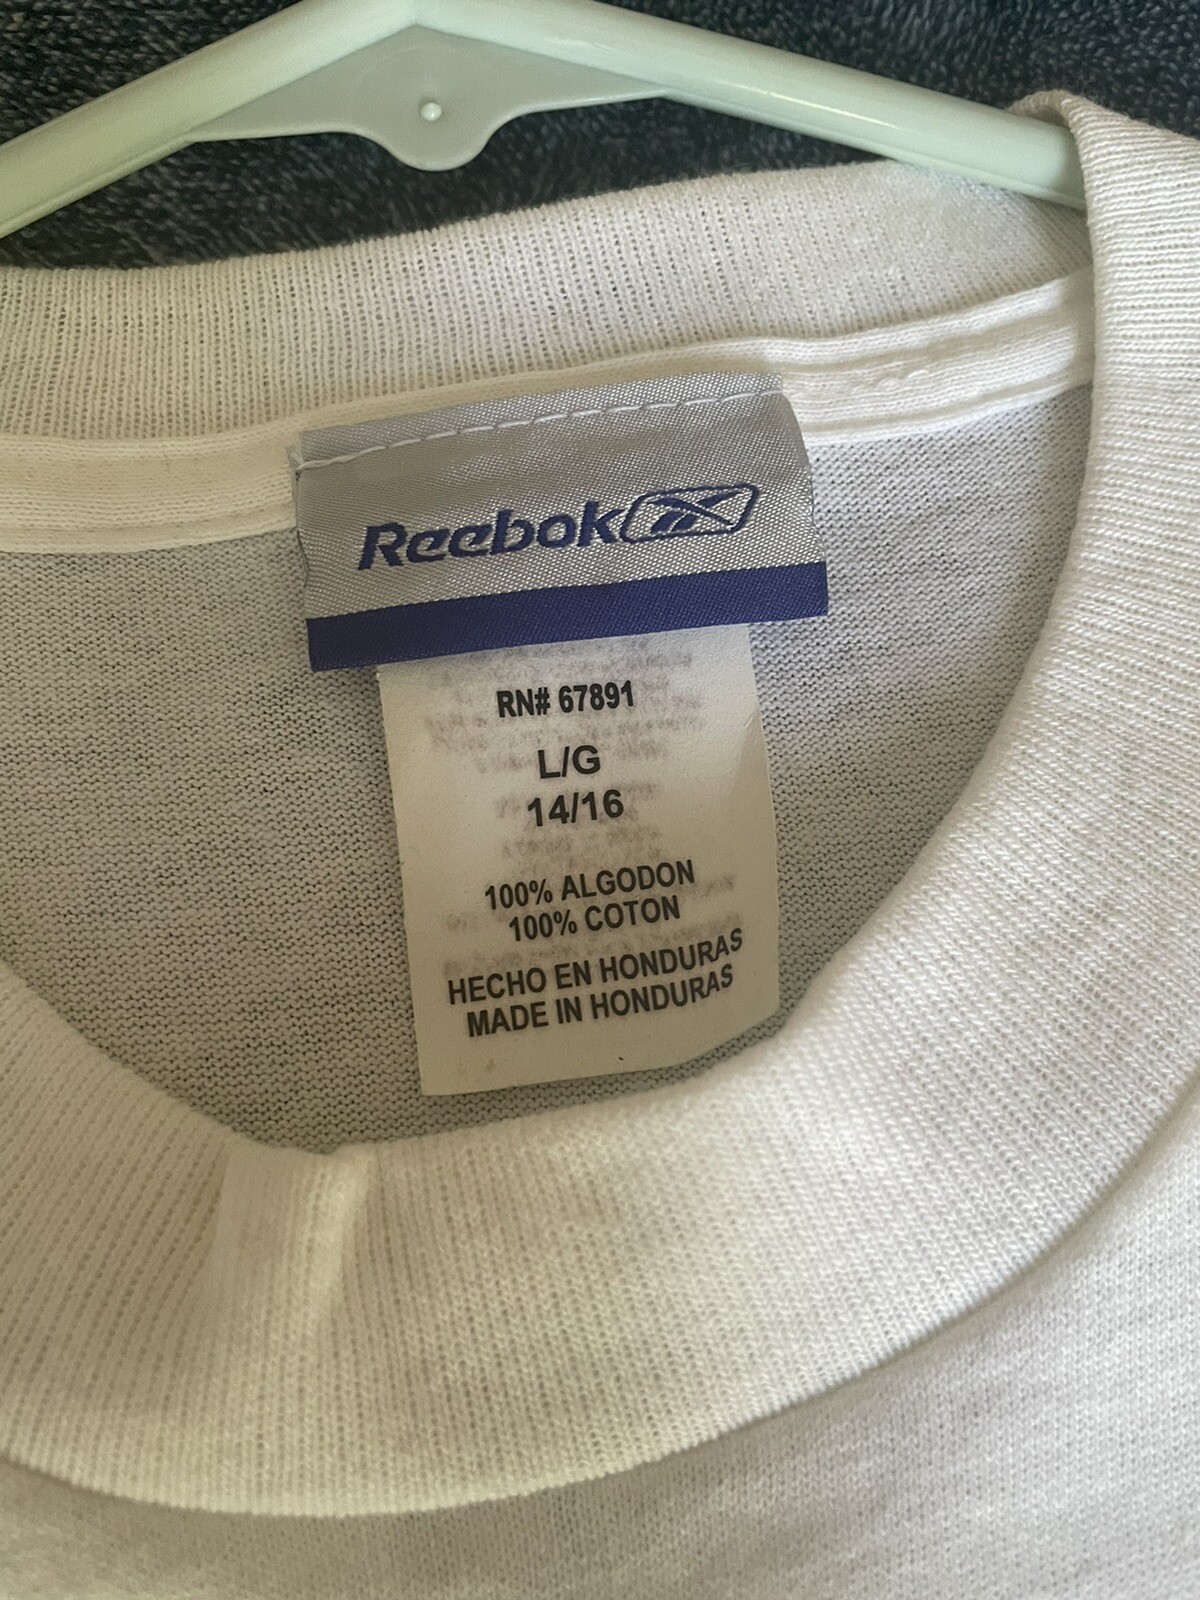 Reebok
RN# 67891
L/G
14/16
100% ALGODON
100% COTON
HECHO EN HONDURAS
MADE IN HONDURAS